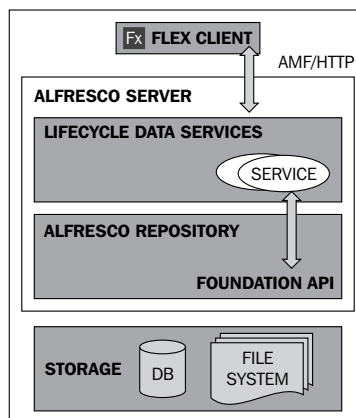 Fx FLEX CLIENT
AMF/HTTP
ALFRESCO SERVER
LIFECYCLE DATA SERVICES
SERVICE
ALFRESCO REPOSITORY
FOUNDATION API
STORAGE
DB
FILE
SYSTEM